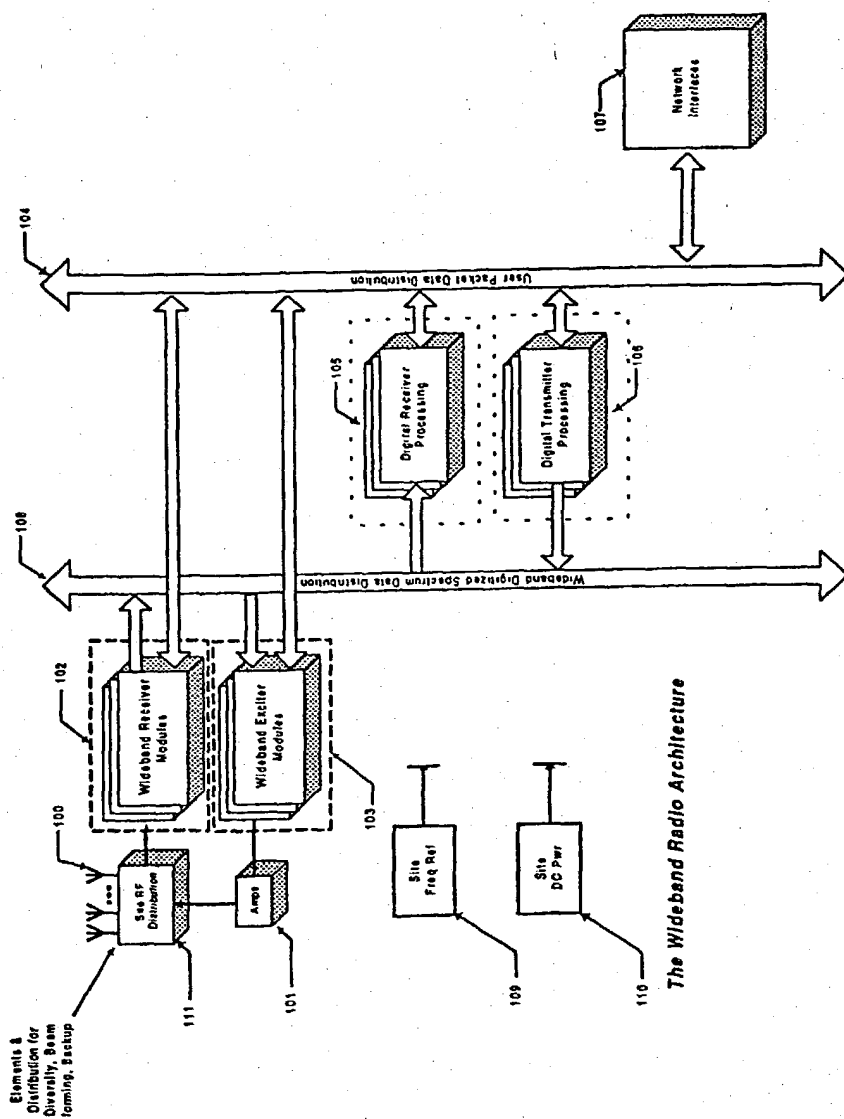 Elements &
Distribution for
Diversity, Beam
forming, Backup
100
See RF
Distribution
111
Amps
101
102
Wideband Receiver
Modules
Wideband Exciter
Modules
103
108
Wideband Digitized Spectrum Data Distribution
104
User Packet Data Distribution
105
Digital Receiver
Processing
Digital Transmitter
Processing
106
107
Network
Interfaces
Site
Freq Ref
109
Site
DC Pwr
110
The Wideband Radio Architecture